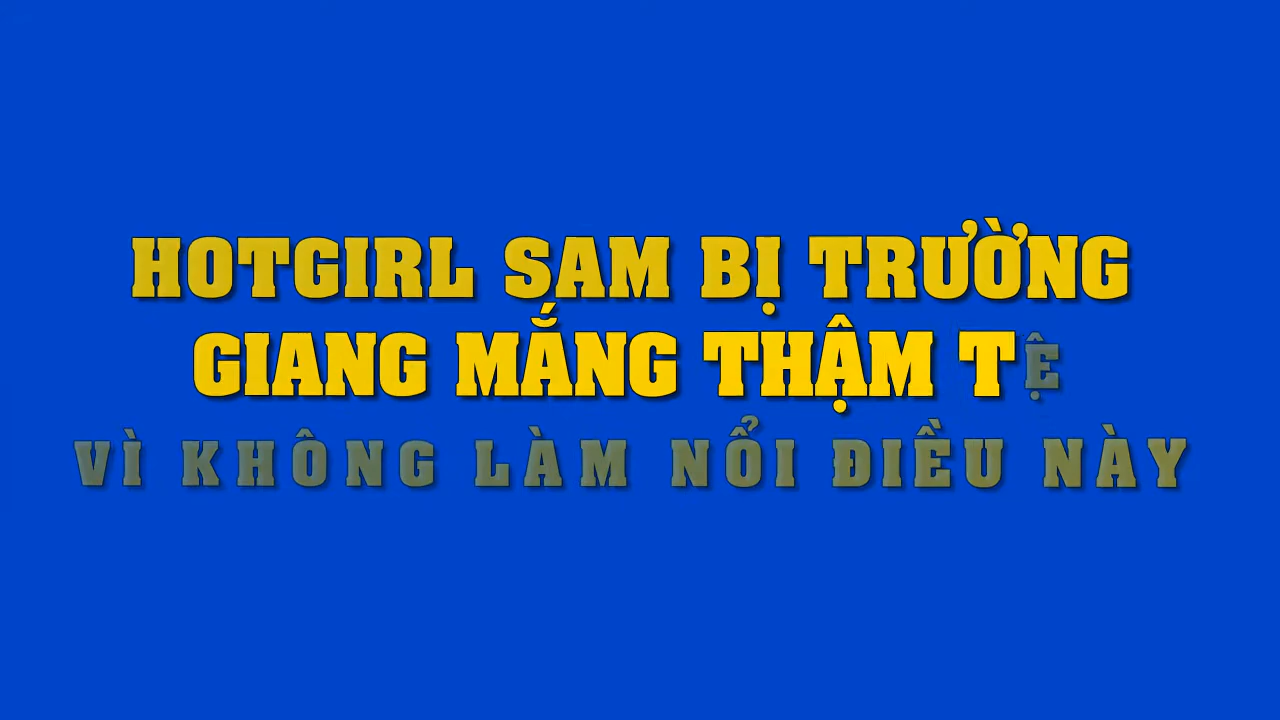 HOTGIRL SAM BỊ TRƯỜNG
GIANG MẮNG THẬM TỆ
VÌ KHÔNG LÀM NỔI ĐIỀU NÀY